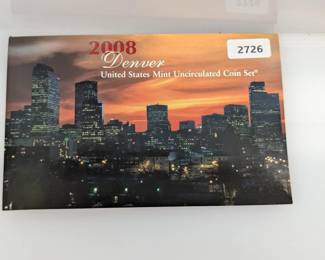 2008
Denver
United States Mint Uncirculated Coin Set®
2726